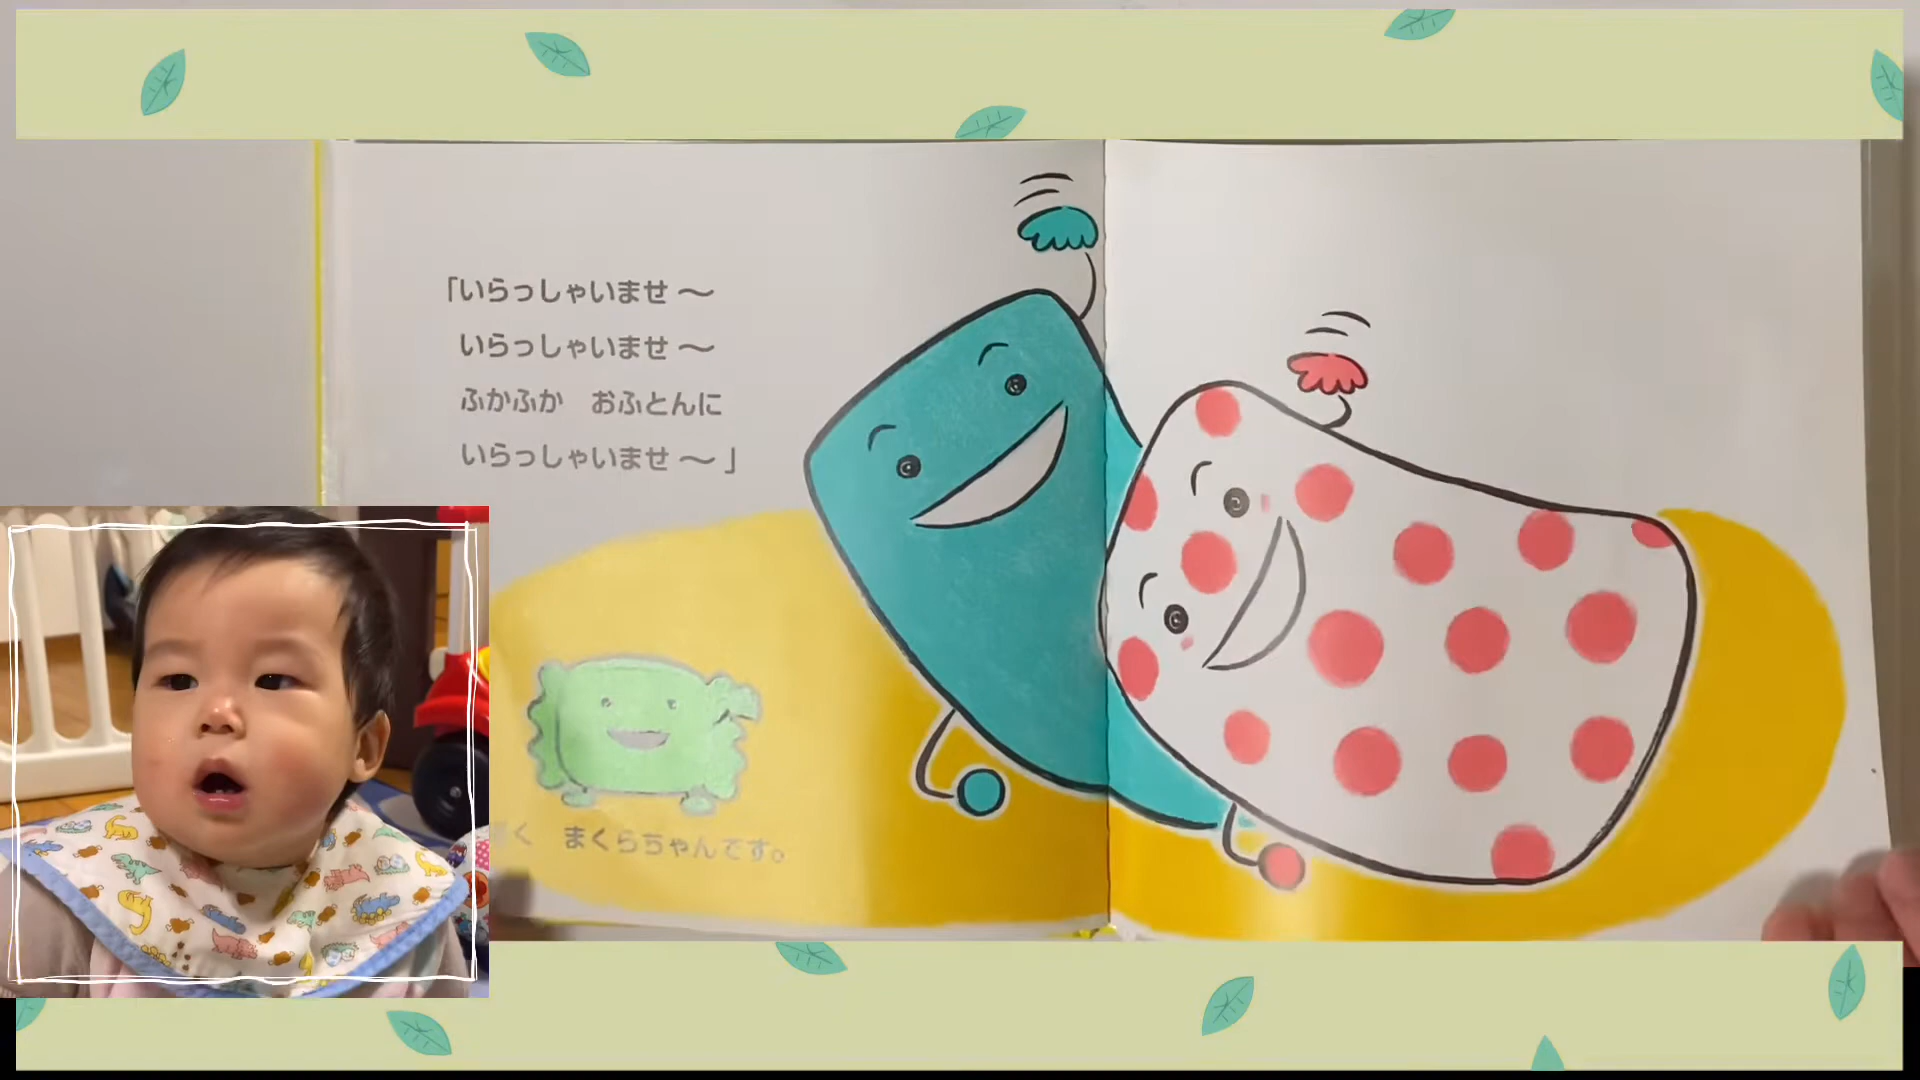 「いらっしゃいませ～
いらっしゃいませ～
ふかふか　おふとんに
いらっしゃいませ～」
く　まくらちゃんです。